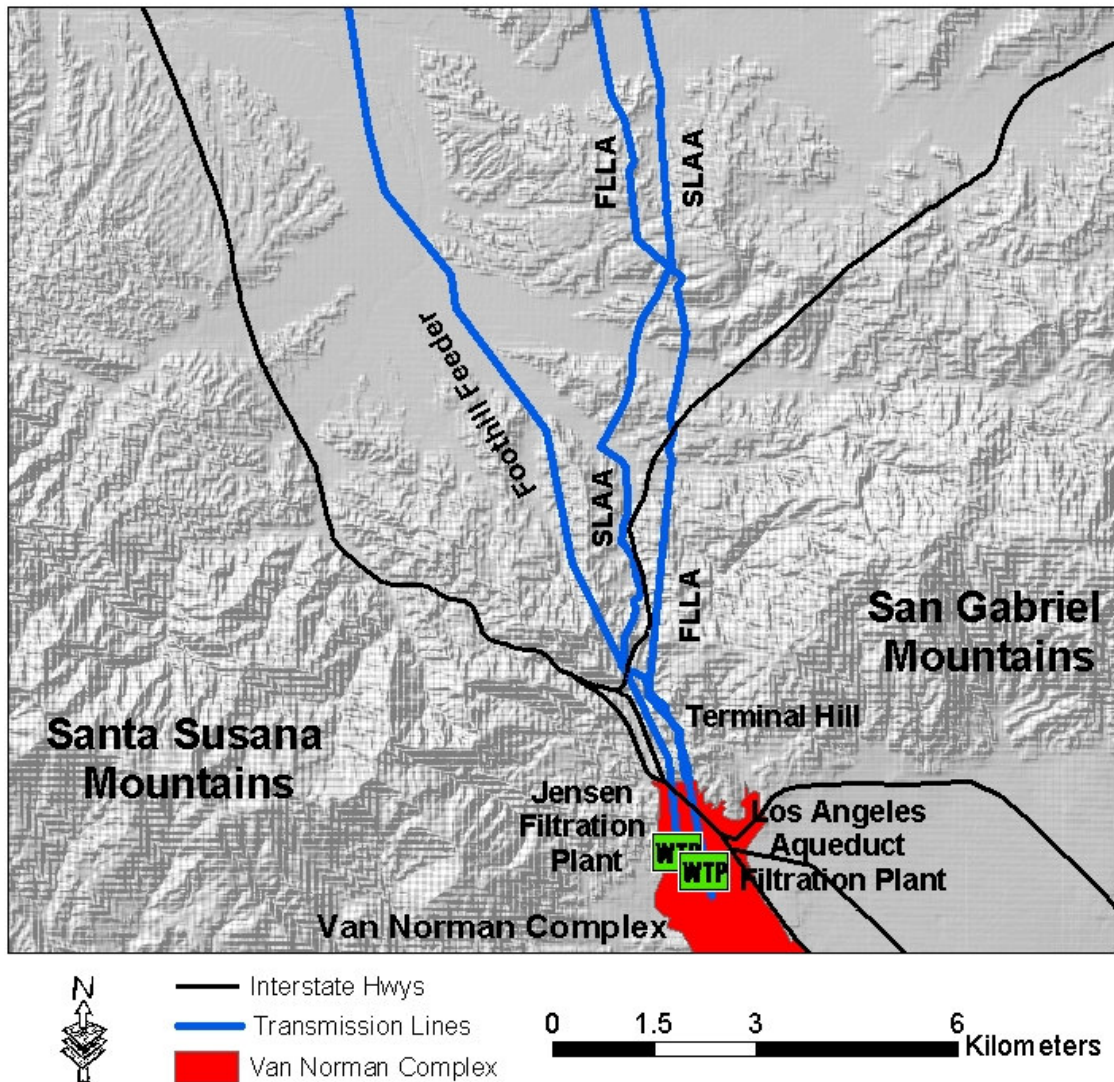 FLLA
SLAA
Foothill Feeder
SLAA
FLLA
San Gabriel
Mountains
Terminal Hill
Santa Susana
Mountains
Jensen
Filtration
Plant
Los Angeles
Aqueduct
Filtration Plant
WTP
WTP
Van Norman Complex
N
Interstate Hwys
Transmission Lines
Van Norman Complex
0 1.5 3 6
Kilometers